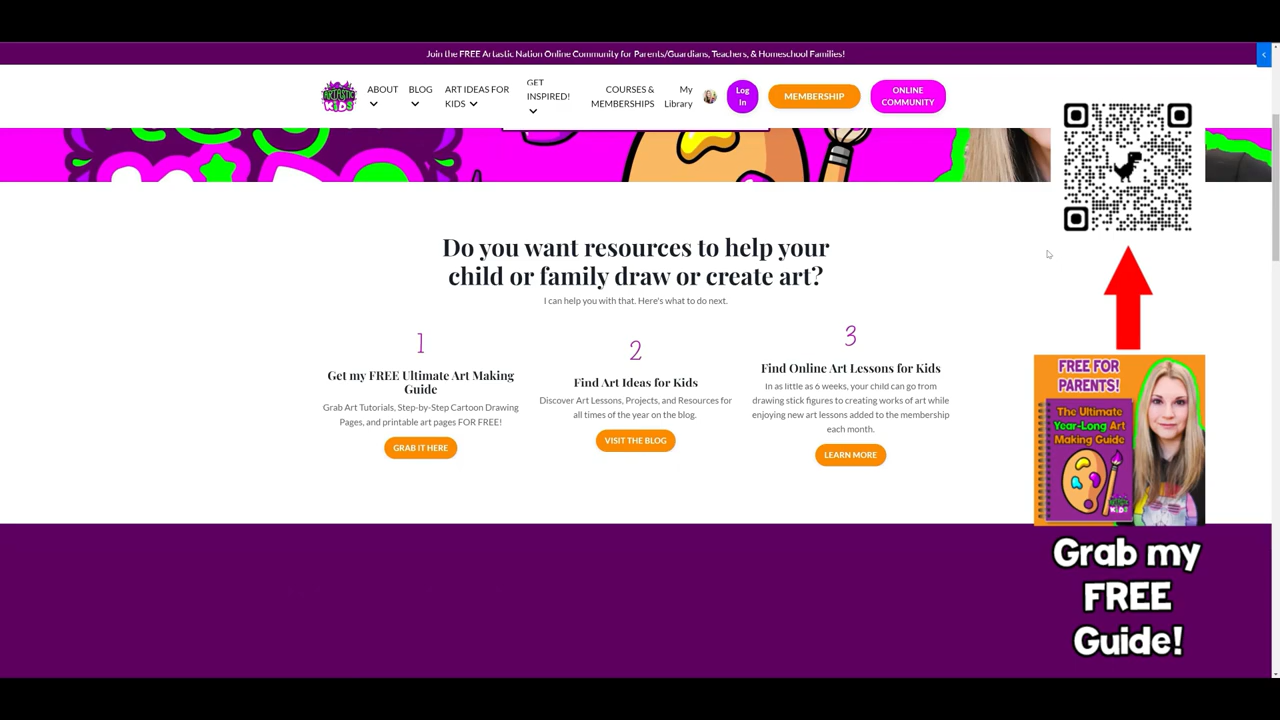 Join the FREE Artastic Nation Online Community for Parents/Guardians, Teachers, & Homeschool Families!
ARTASTIC
KIDS
ABOUT
BLOG
ART IDEAS FOR
KIDS
GET
INSPIRED!
COURSES &
MEMBERSHIPS
My
Library
Log
In
MEMBERSHIP
ONLINE
COMMUNITY
Do you want resources to help your
child or family draw or create art?
I can help you with that. Here's what to do next.
1
Get my FREE Ultimate Art Making
Guide
Grab Art Tutorials, Step-by-Step Cartoon Drawing
Pages, and printable art pages FOR FREE!
GRAB IT HERE
2
Find Art Ideas for Kids
Discover Art Lessons, Projects, and Resources for
all times of the year on the blog.
VISIT THE BLOG
3
Find Online Art Lessons for Kids
In as little as 6 weeks, your child can go from
drawing stick figures to creating works of art while
enjoying new art lessons added to the membership
each month.
LEARN MORE
FREE FOR
PARENTS!
The Ultimate
Year-Long Art
Making Guide
ARTASTIC
KIDS
Grab my
FREE
Guide!